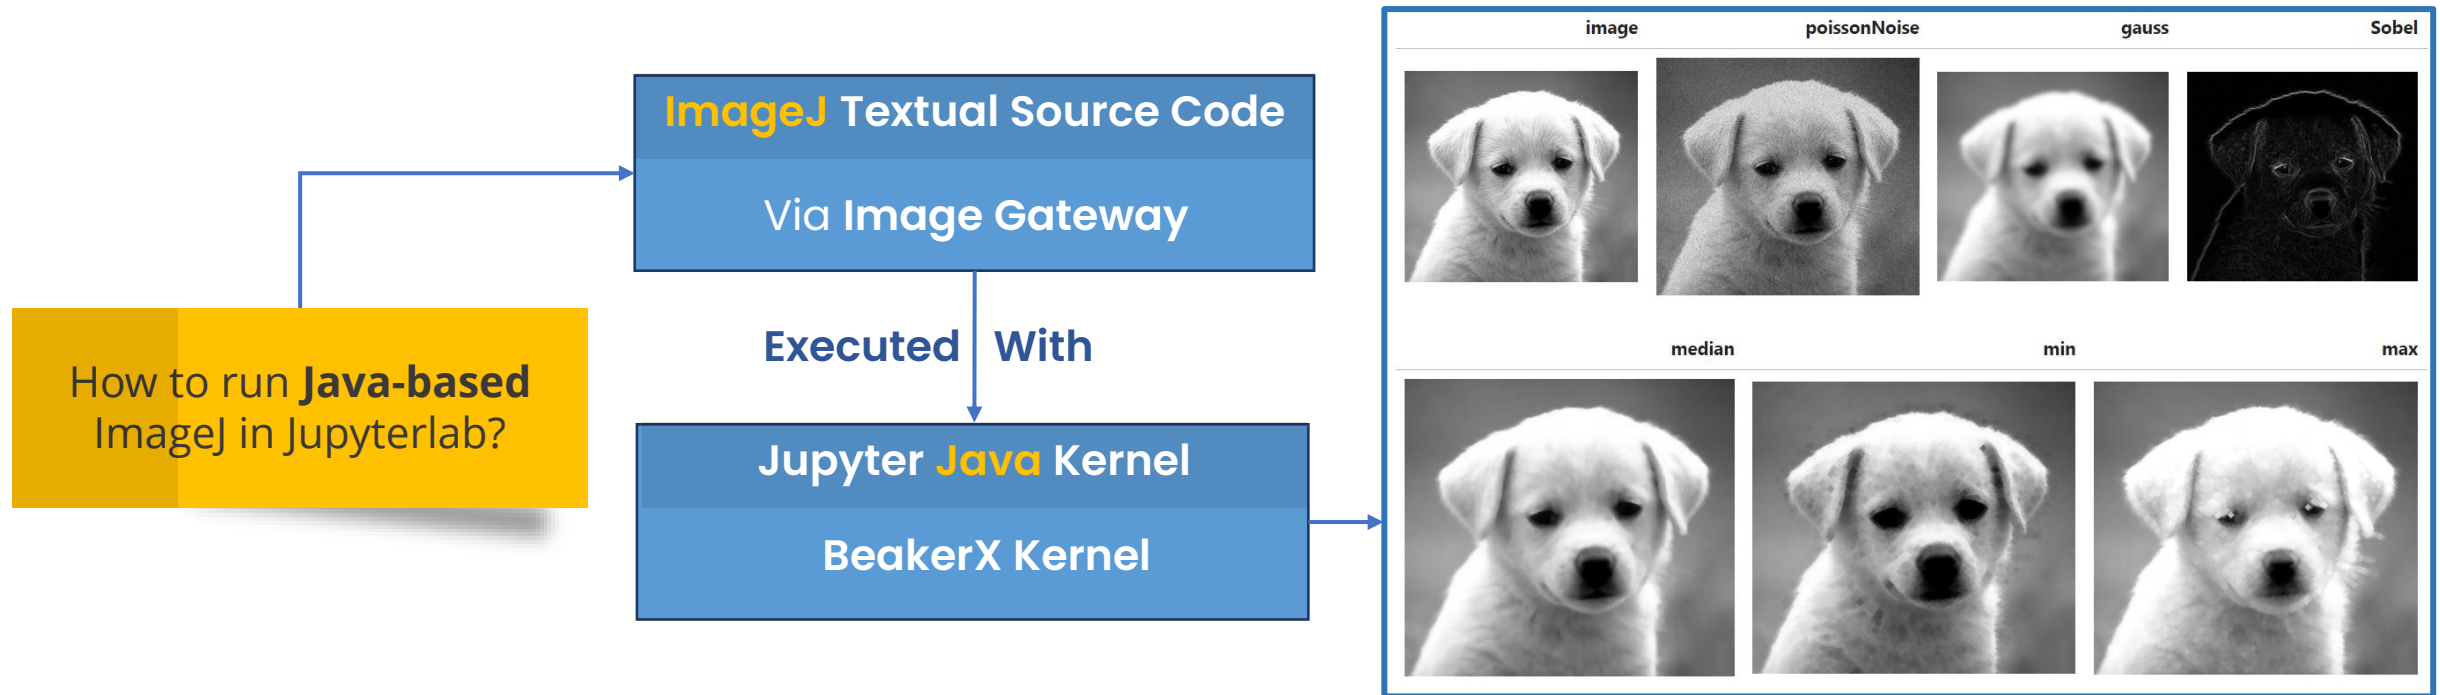 How to run Java-based
ImageJ in Jupyterlab?
ImageJ Textual Source Code
Via Image Gateway
Executed With
Jupyter Java Kernel
BeakerX Kernel
image poissonNoise gauss Sobel
median min max